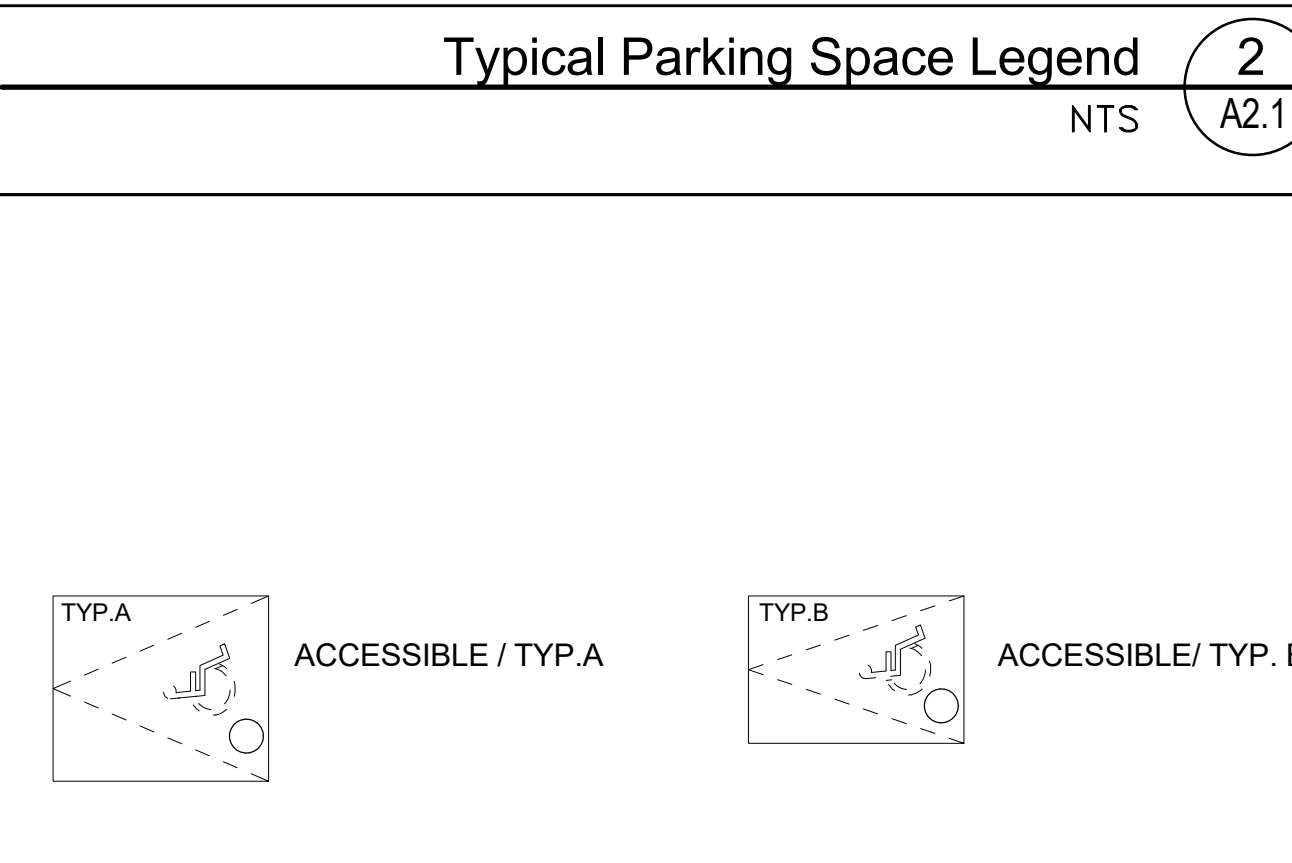 Typical Parking Space Legend
2
NTS
A2.1
TYP.A
ACCESSIBLE / TYP.A
TYP.B
ACCESSIBLE/ TYP.